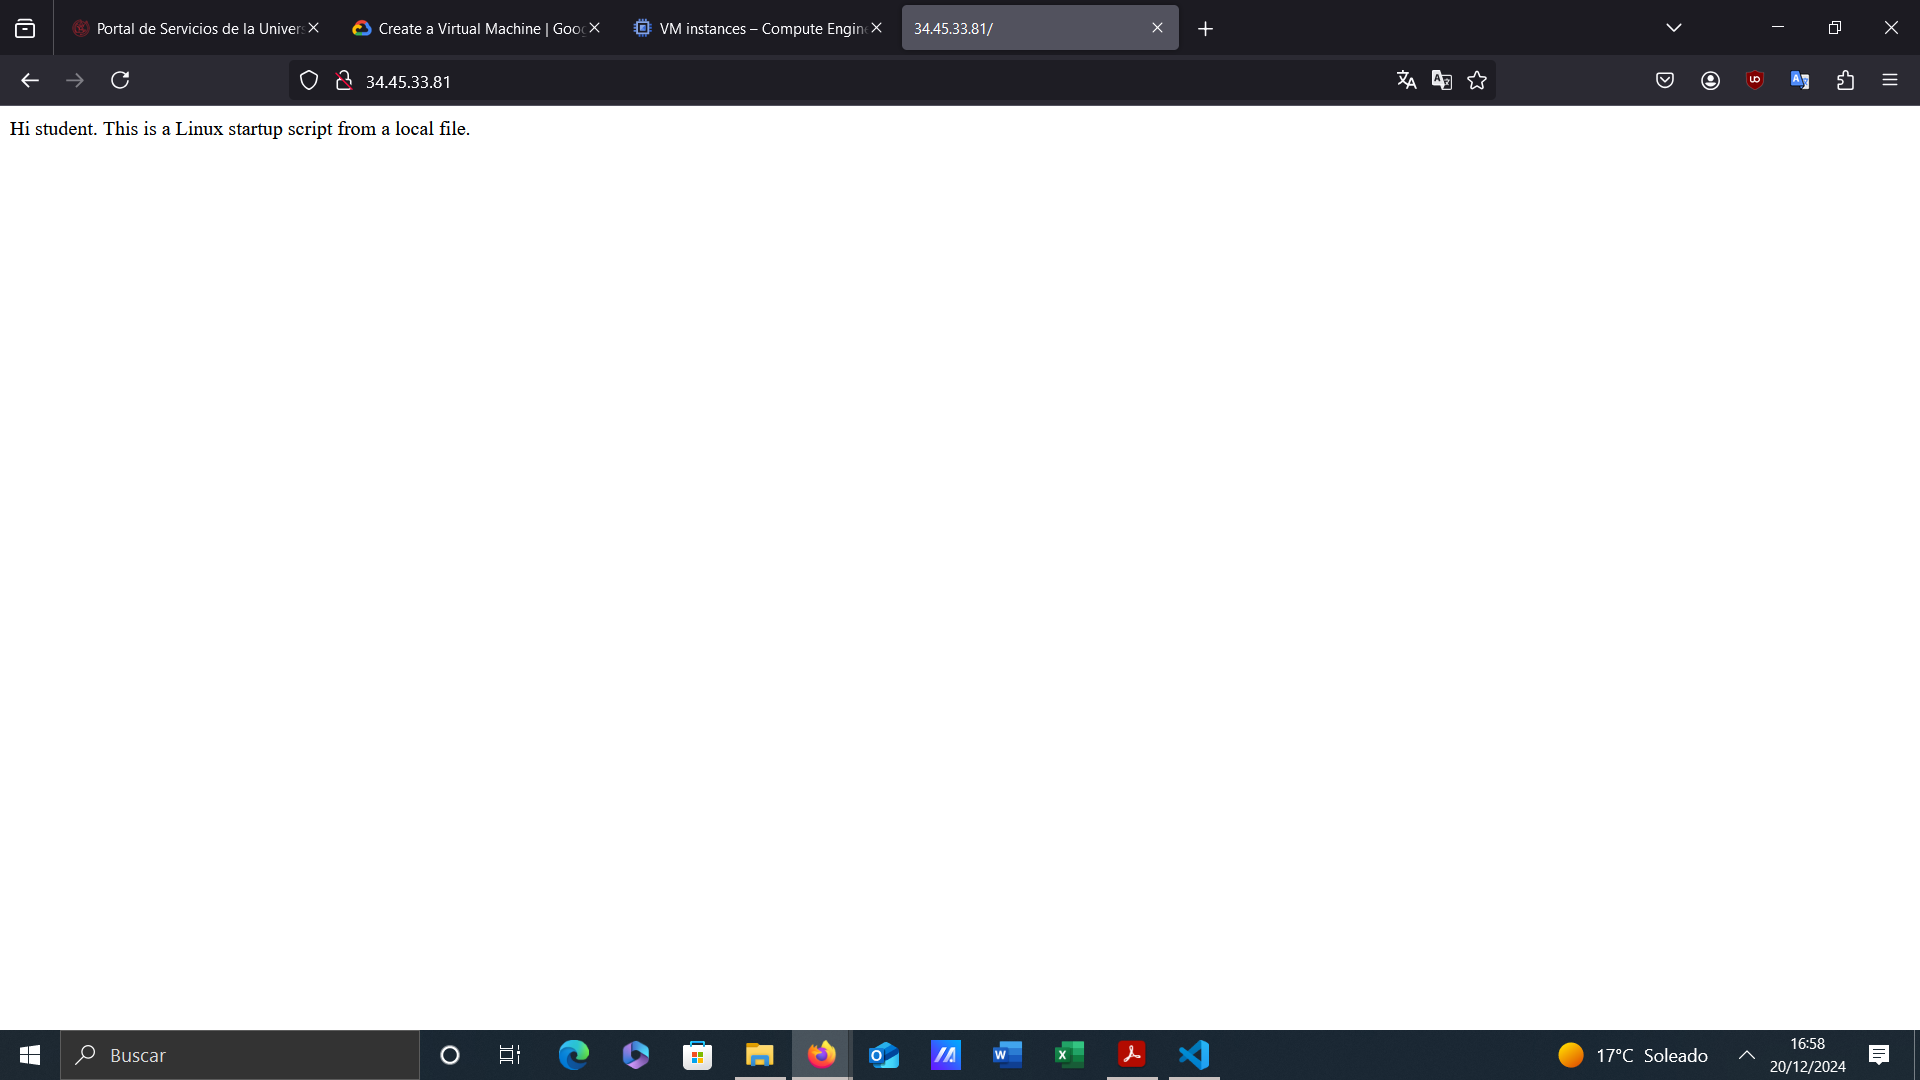 Portal de Servicios de la Univers
Create a Virtual Machine | Goog
VM instances – Compute Engine
34.45.33.81/
34.45.33.81
Hi student. This is a Linux startup script from a local file.
Buscar
17°C Soleado
16:58
20/12/2024